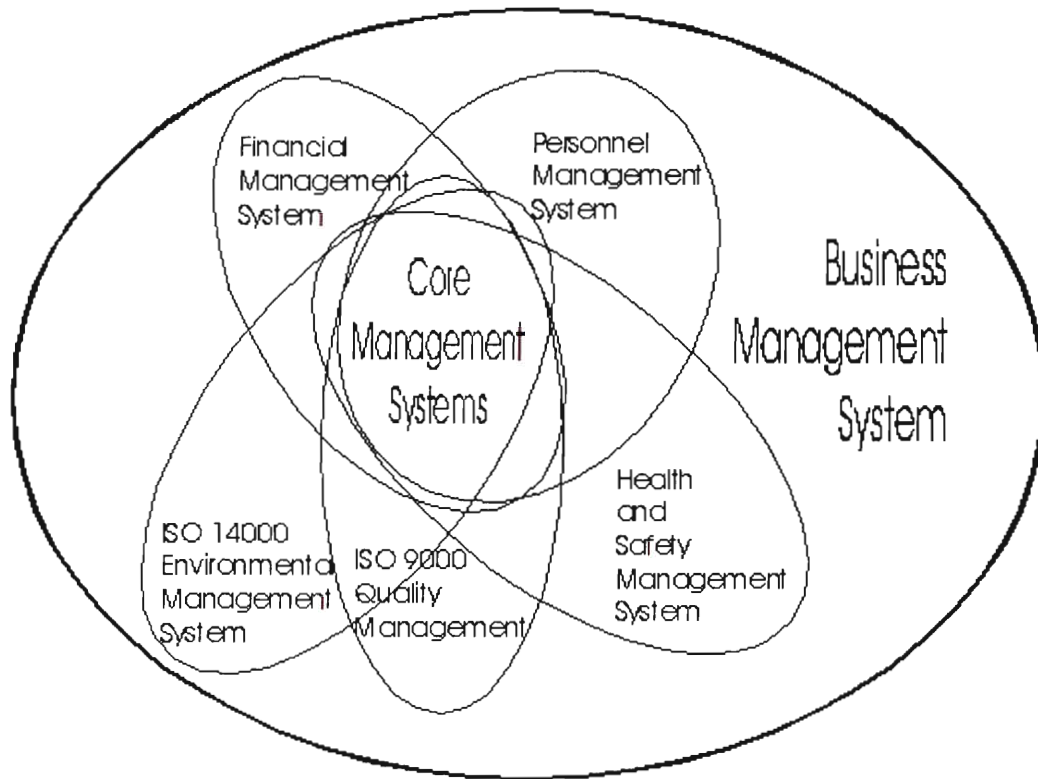 Financial
Management
System
Personnel
Management
System
Core
Management
Systems
Business
Management
System
ISO 14000
Environmental
Management
System
ISO 9000
Quality
Management
Health
and
Safety
Management
System